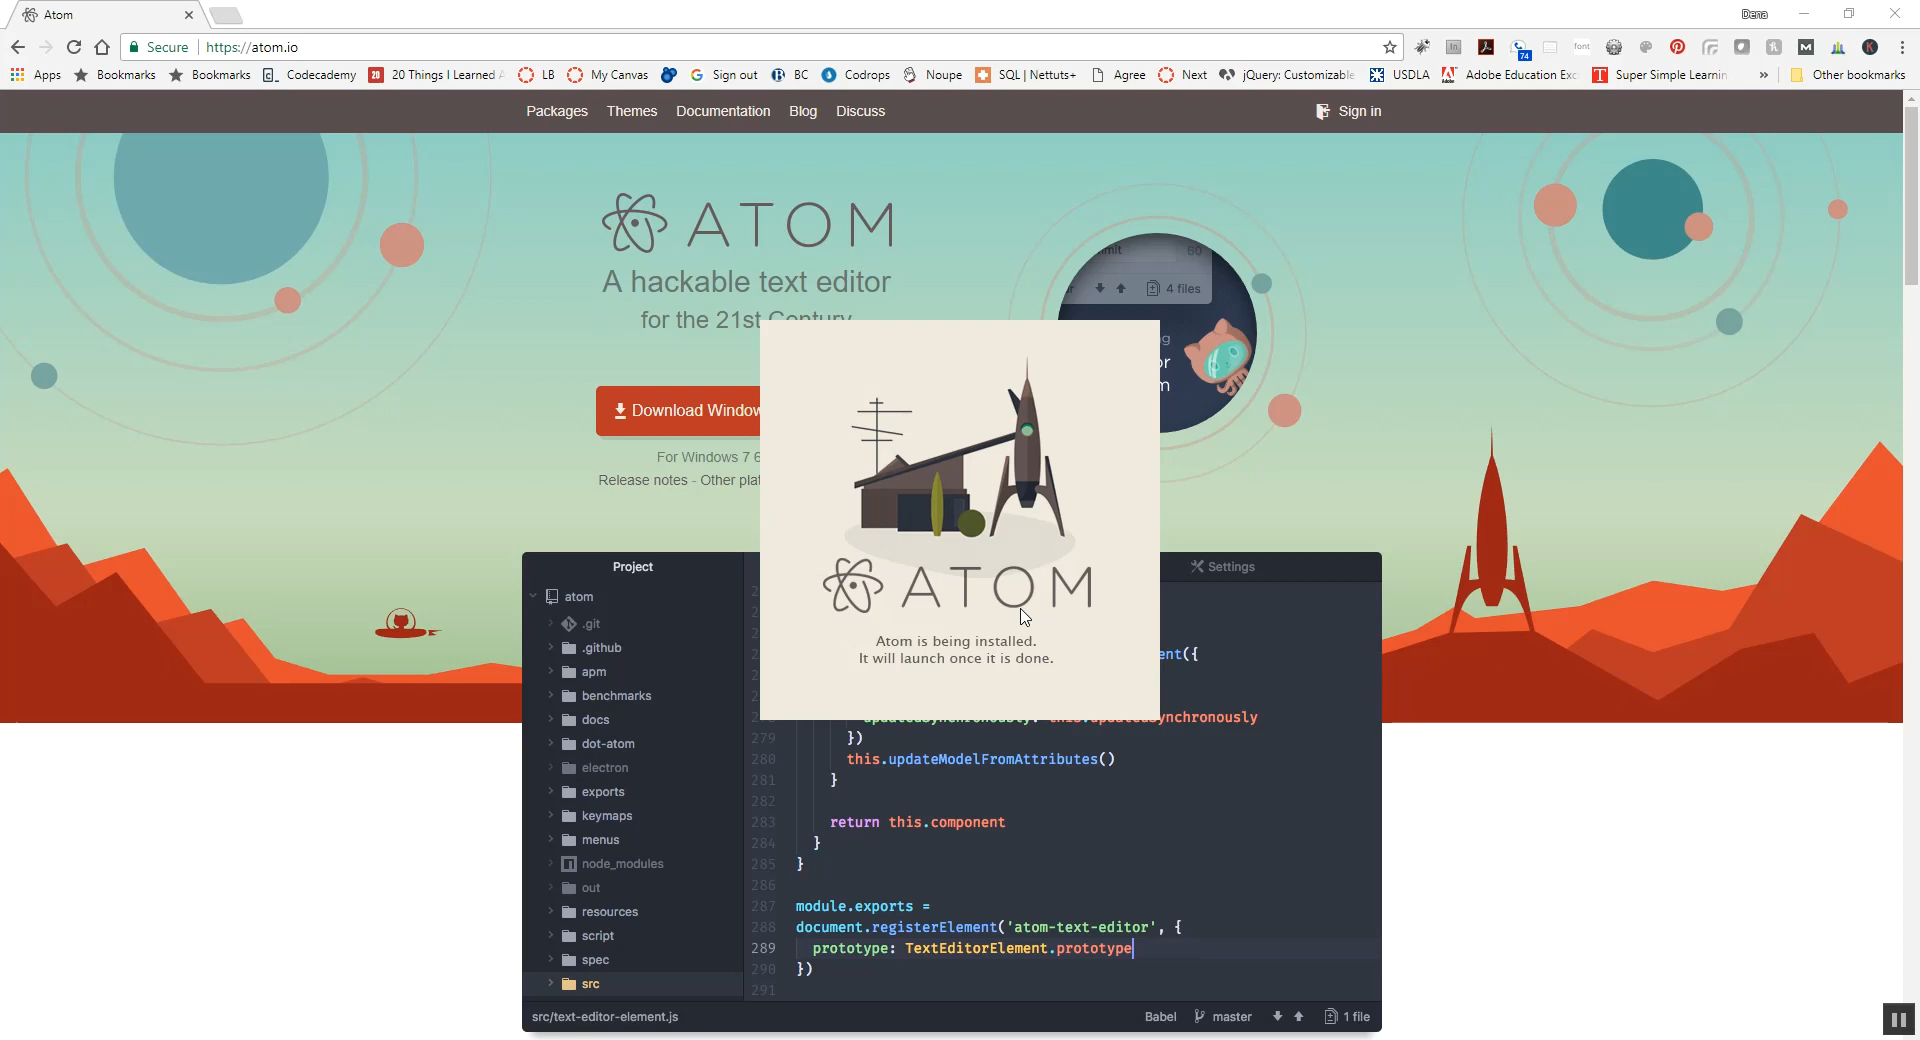 Atom
Dena
Secure https://atom.io
74
font
Apps Bookmarks Bookmarks Codecademy 20 Things I Learned LB My Canvas Sign out BC Codrops Noupe SQL | Nettuts+ Agree Next jQuery: Customizable USDLA Adobe Education Exc Super Simple Learnin » Other bookmarks
Packages Themes Documentation Blog Discuss Sign in
ATOM
A hackable text editor
for the 21st Century
60
4 files
Download Window
For Windows 7 6
Release notes - Other pla
ATOM
Atom is being installed.
It will launch once it is done.
Project
Settings
atom
.git
.github
apm
benchmarks
docs
dot-atom
electron
exports
keymaps
menus
node_modules
out
resources
script
spec
src
ent({
279 })
280 this.updateModelFromAttributes()
281 }
282
283 return this.component
284 }
285 }
286
287 module.exports =
288 document.registerElement('atom-text-editor', {
289 prototype: TextEditorElement.prototype
290 })
291
src/text-editor-element.js
Babel master 1 file